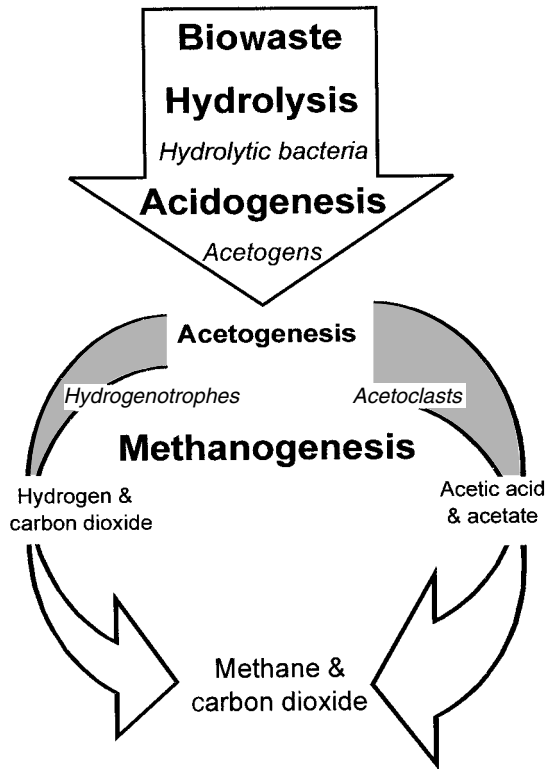 Biowaste
Hydrolysis
Hydrolytic bacteria
Acidogenesis
Acetogens
Acetogenesis
Hydrogenotrophes
Acetoclasts
Methanogenesis
Hydrogen &
carbon dioxide
Acetic acid
& acetate
Methane &
carbon dioxide